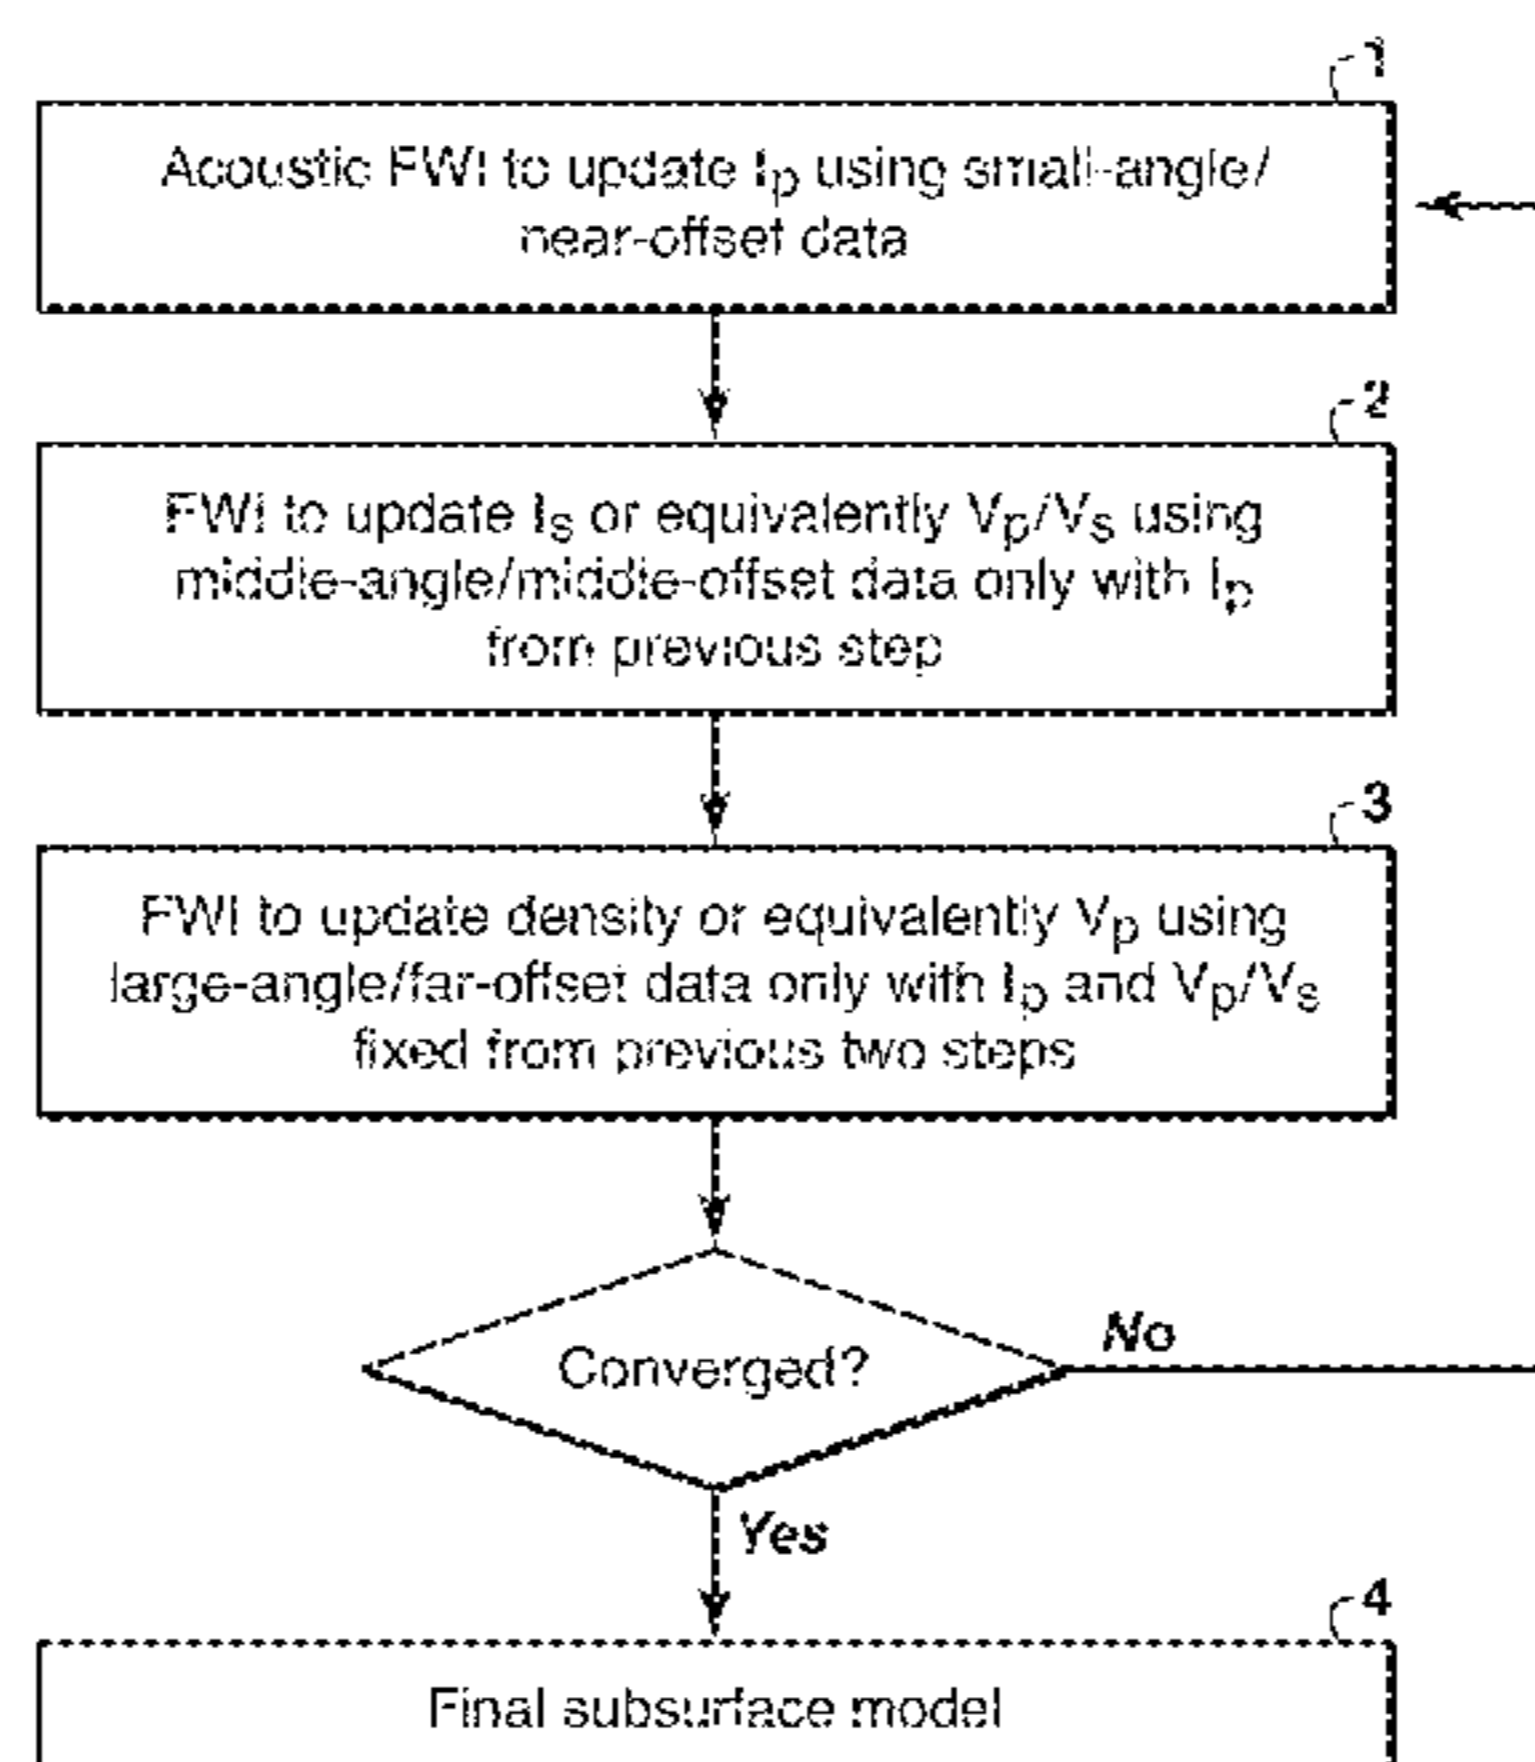 1
Acoustic FWI to update Ip using small-angle/
near-offset data
2
FWI to update Is or equivalently Vp/Vs using
middle-angle/middle-offset data only with Ip
from previous step
3
FWI to update density or equivalently Vp using
large-angle/far-offset data only with Ip and Vp/Vs
fixed from previous two steps
Converged?
No
Yes
4
Final subsurface model